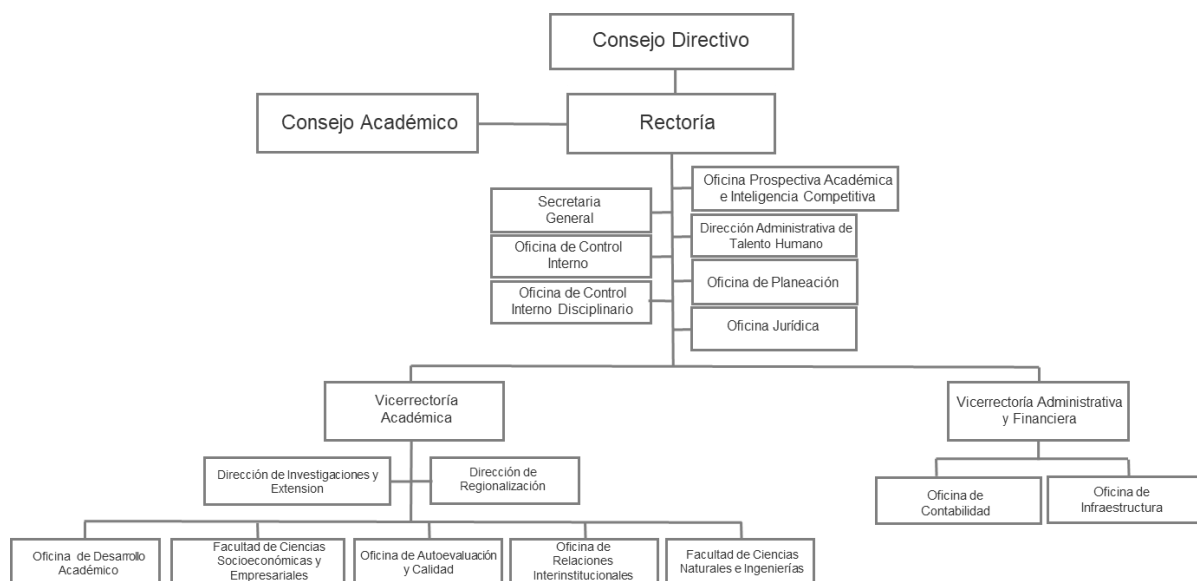 Consejo Directivo
Consejo Académico
Rectoría
Oficina Prospectiva Académica
e Inteligencia Competitiva
Secretaria
General
Dirección Administrativa de
Talento Humano
Oficina de Control
Interno
Oficina de Planeación
Oficina de Control
Interno Disciplinario
Oficina Jurídica
Vicerrectoría
Académica
Vicerrectoría Administrativa
y Financiera
Dirección de Investigaciones y
Extension
Dirección de
Regionalización
Oficina de
Contabilidad
Oficina de
Infraestructura
Oficina de Desarrollo
Académico
Facultad de Ciencias
Socioeconómicas y
Empresariales
Oficina de Autoevaluación
y Calidad
Oficina de
Relaciones
Interinstitucionales
Facultad de Ciencias
Naturales e Ingenierías